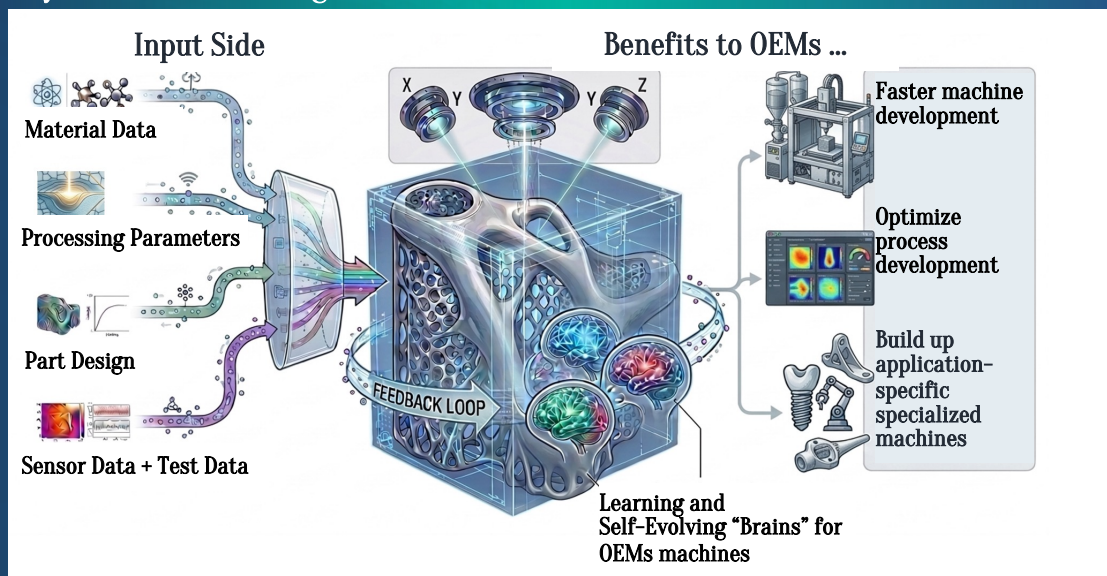 Input Side
Benefits to OEMs ...
Material Data
Processing Parameters
Part Design
Sensor Data + Test Data
X
Y
Y
Z
FEEDBACK LOOP
Faster machine
development
Optimize
process
development
Build up
application-
specific
specialized
machines
Learning and
Self-Evolving “Brains” for
OEMs machines